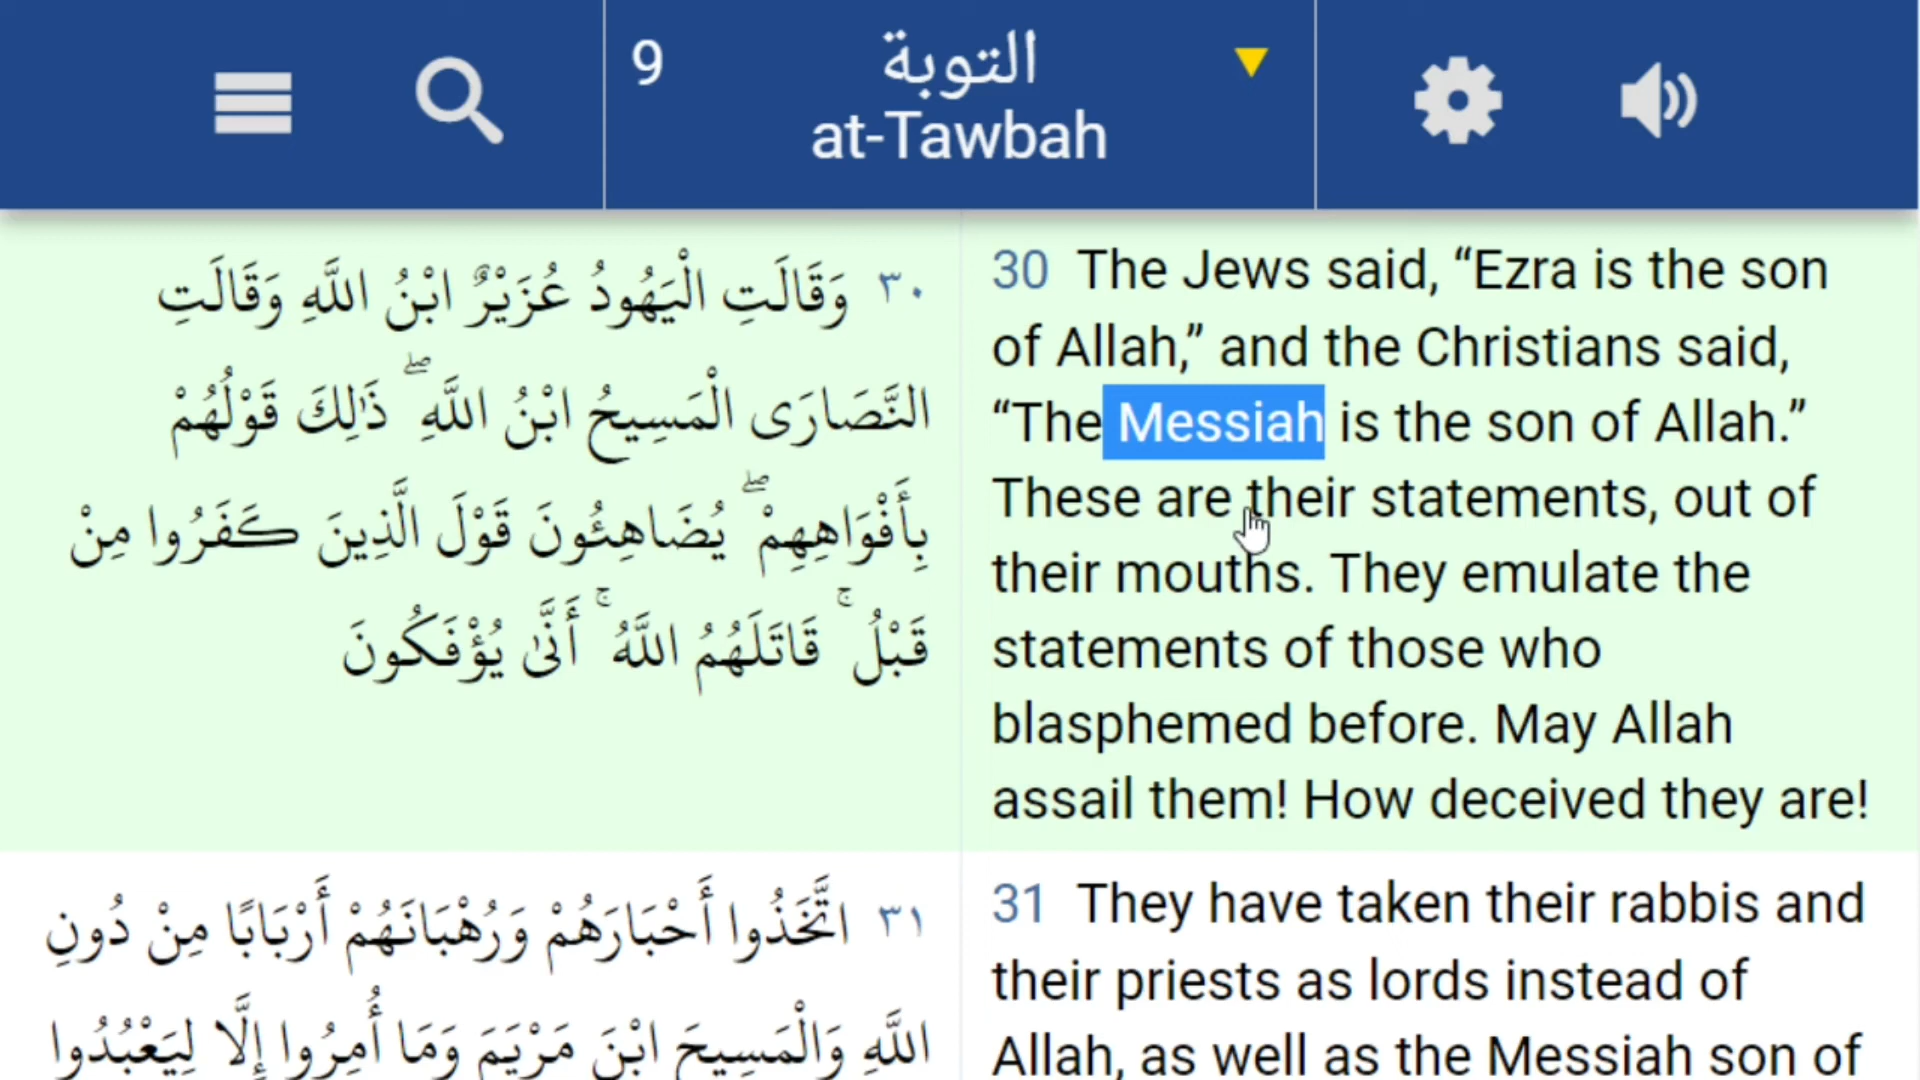 9
التوبة
at-Tawbah
٣٠ وَقَالَتِ الْيَهُودُ عُزَيْرٌ ابْنُ اللَّهِ وَقَالَتِ
النَّصَارَى الْمَسِيحُ ابْنُ اللَّهِ ۖ ذَٰلِكَ قَوْلُهُمْ
بِأَفْوَاهِهِمْ ۖ يُضَاهِئُونَ قَوْلَ الَّذِينَ كَفَرُوا مِنْ
قَبْلُ ۚ قَاتَلَهُمُ اللَّهُ ۚ أَنَّىٰ يُؤْفَكُونَ
30 The Jews said, “Ezra is the son
of Allah,” and the Christians said,
“The Messiah is the son of Allah.”
These are their statements, out of
their mouths. They emulate the
statements of those who
blasphemed before. May Allah
assail them! How deceived they are!
٣١ اتَّخَذُوا أَحْبَارَهُمْ وَرُهْبَانَهُمْ أَرْبَابًا مِنْ دُونِ
اللَّهِ وَالْمَسِيحَ ابْنَ مَرْيَمَ وَمَا أُمِرُوا إِلَّا لِيَعْبُدُوا
31 They have taken their rabbis and
their priests as lords instead of
Allah, as well as the Messiah son of